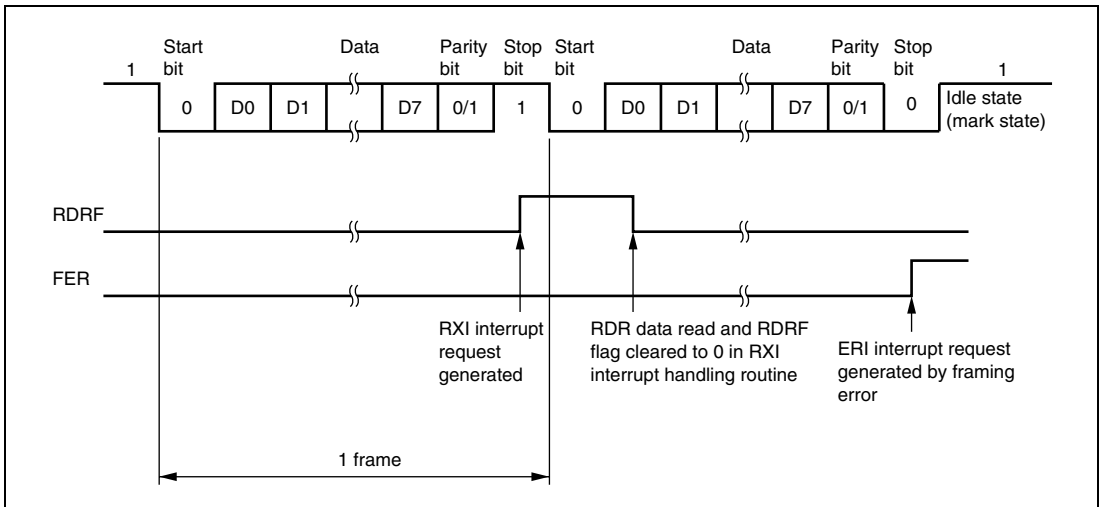 Start bit Data Parity bit Stop bit Start bit Data Parity bit Stop bit
1 1
0 D0 D1 D7 0/1 1 0 D0 D1 D7 0/1 0 Idle state (mark state)
RDRF
FER
RXI interrupt
request
generated
RDR data read and RDRF
flag cleared to 0 in RXI
interrupt handling routine
ERI interrupt request
generated by framing
error
1 frame